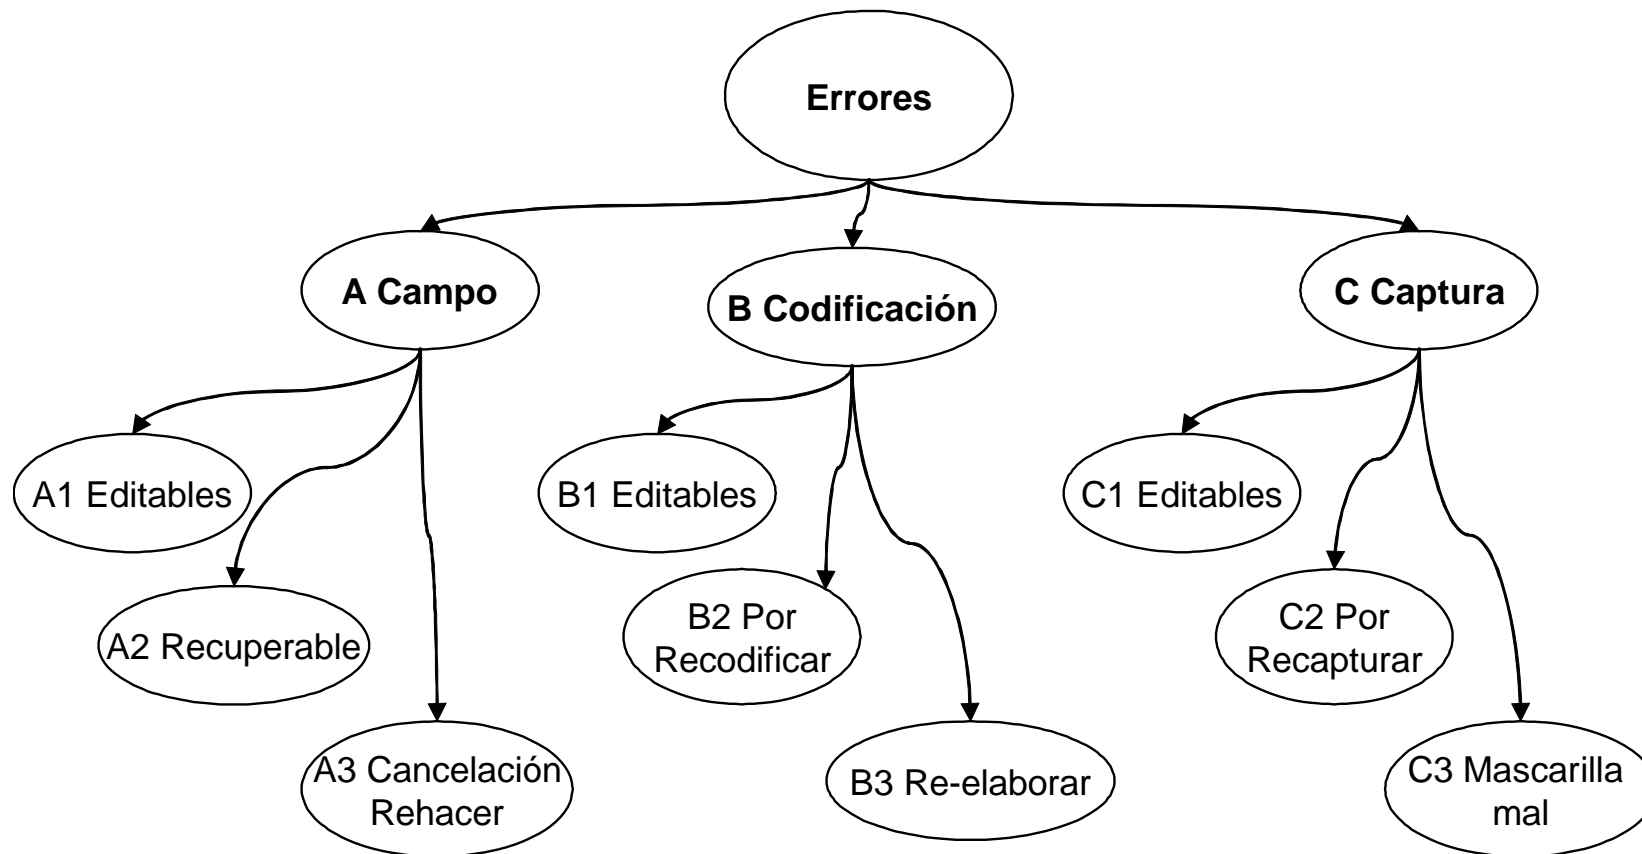 Errores
A Campo
B Codificación
C Captura
A1 Editables
B1 Editables
C1 Editables
A2 Recuperable
B2 Por
Recodificar
C2 Por
Recapturar
A3 Cancelación
Rehacer
B3 Re-elaborar
C3 Mascarilla
mal